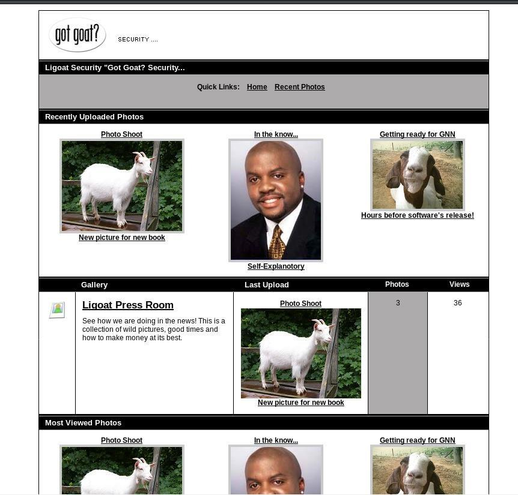 got goat?
SECURITY ....
Ligoat Security "Got Goat? Security...
Quick Links: Home Recent Photos
Recently Uploaded Photos
Photo Shoot In the know... Getting ready for GNN
New picture for new book Self-Explanotory Hours before software's release!
Gallery Last Upload Photos Views
Ligoat Press Room
See how we are doing in the news! This is a
collection of wild pictures, good times and
how to make money at its best.
Photo Shoot
New picture for new book
3
36
Most Viewed Photos
Photo Shoot In the know... Getting ready for GNN